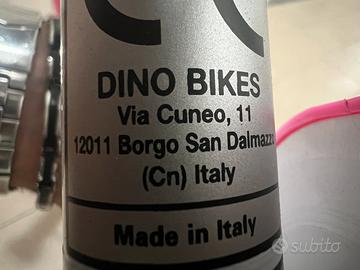 DINO BIKES
Via Cuneo, 11
12011 Borgo San Dalmazzo
(Cn) Italy
Made in Italy
subito